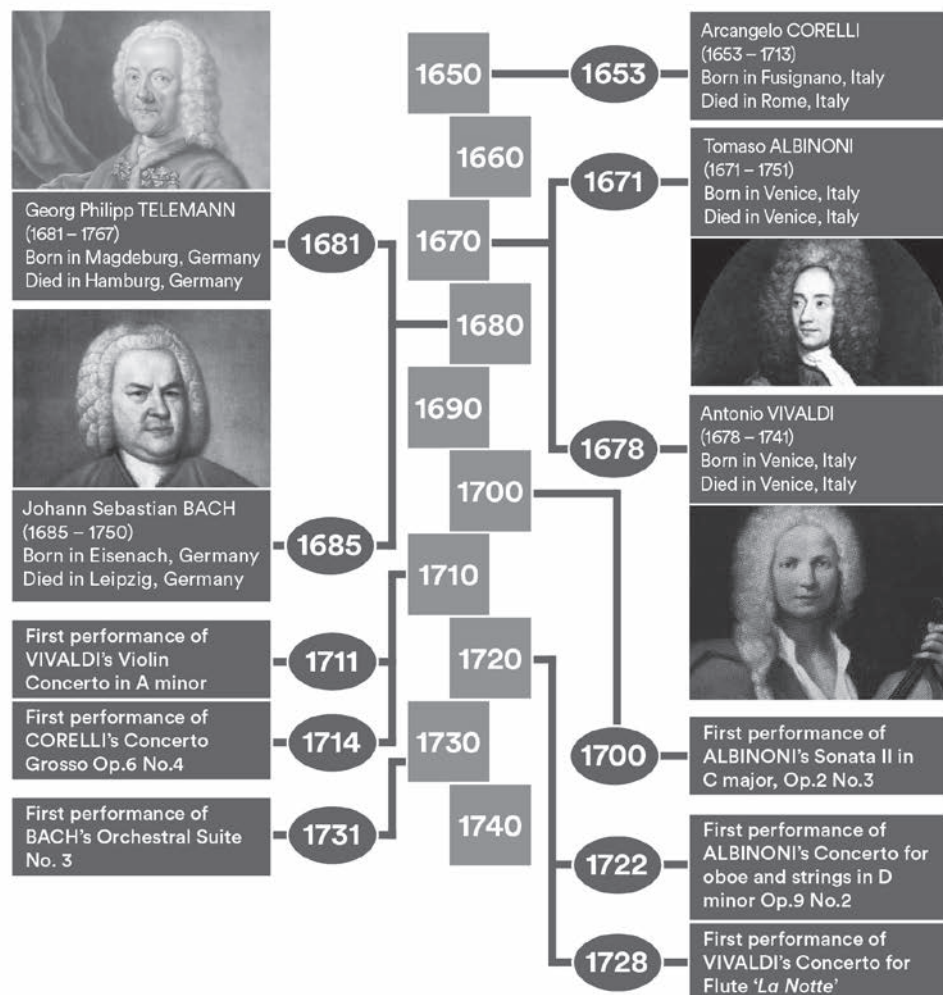 Georg Philipp TELEMANN
(1681 – 1767)
Born in Magdeburg, Germany
Died in Hamburg, Germany
1681
Johann Sebastian BACH
(1685 – 1750)
Born in Eisenach, Germany
Died in Leipzig, Germany
1685
First performance of
VIVALDI's Violin
Concerto in A minor
1711
First performance of
CORELLI's Concerto
Grosso Op.6 No.4
1714
First performance of
BACH's Orchestral Suite
No. 3
1731
1650
1660
1670
1680
1690
1700
1710
1720
1730
1740
1653
Arcangelo CORELLI
(1653 – 1713)
Born in Fusignano, Italy
Died in Rome, Italy
1671
Tomaso ALBINONI
(1671 – 1751)
Born in Venice, Italy
Died in Venice, Italy
1678
Antonio VIVALDI
(1678 – 1741)
Born in Venice, Italy
Died in Venice, Italy
1700
First performance of
ALBINONI's Sonata II in
C major, Op.2 No.3
1722
First performance of
ALBINONI's Concerto for
oboe and strings in D
minor Op.9 No.2
1728
First performance of
VIVALDI's Concerto for
Flute 'La Notte'